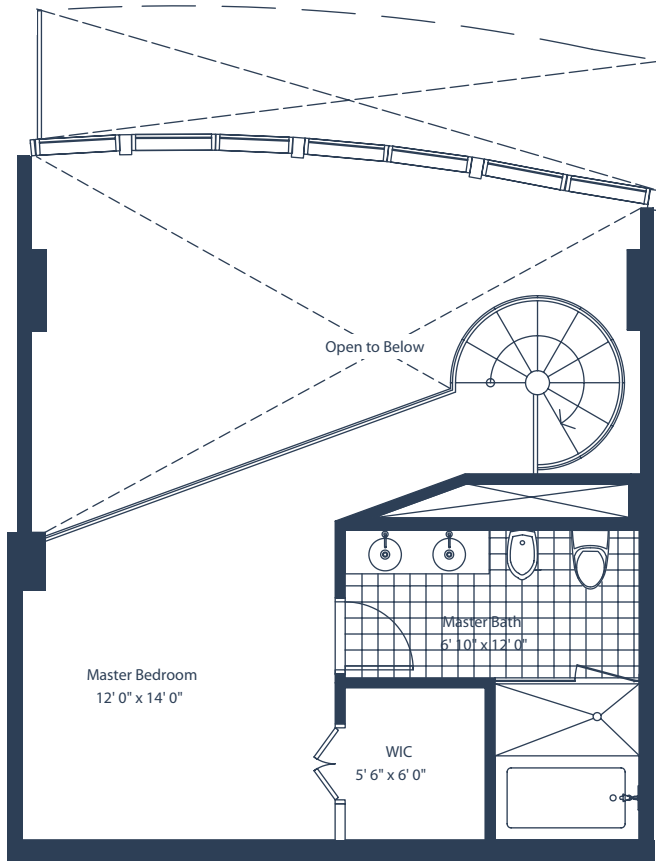 Open to Below
Master Bath
6' 10" x 12' 0"
Master Bedroom
12' 0" x 14' 0"
WIC
5' 6" x 6' 0"